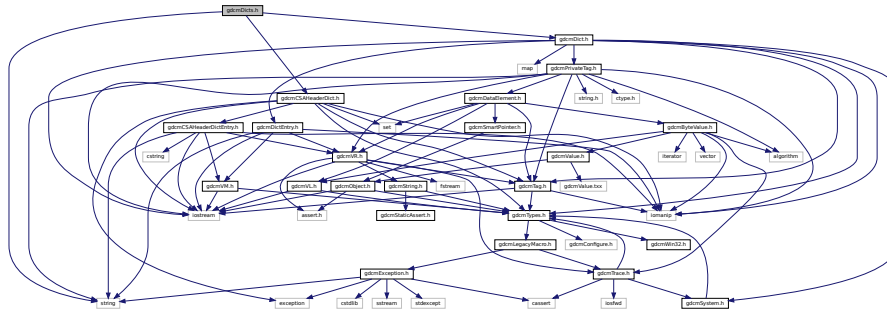 gdcmDicts.h
gdcmDict.h
map
gdcmPrivateTag.h
gdcmCSAHeaderDict.h
gdcmDataElement.h
string.h
ctype.h
gdcmCSAHeaderDictEntry.h
gdcmDictEntry.h
set
gdcmSmartPointer.h
gdcmByteValue.h
cstring
gdcmVR.h
gdcmValue.h
iterator
vector
algorithm
gdcmVM.h
gdcmVL.h
gdcmObject.h
gdcmString.h
fstream
gdcmTag.h
gdcmValue.txx
iostream
assert.h
gdcmStaticAssert.h
gdcmTypes.h
iomanip
gdcmLegacyMacro.h
gdcmConfigure.h
gdcmWin32.h
gdcmException.h
gdcmTrace.h
string
exception
cstdlib
sstream
stdexcept
cassert
iosfwd
gdcmSystem.h